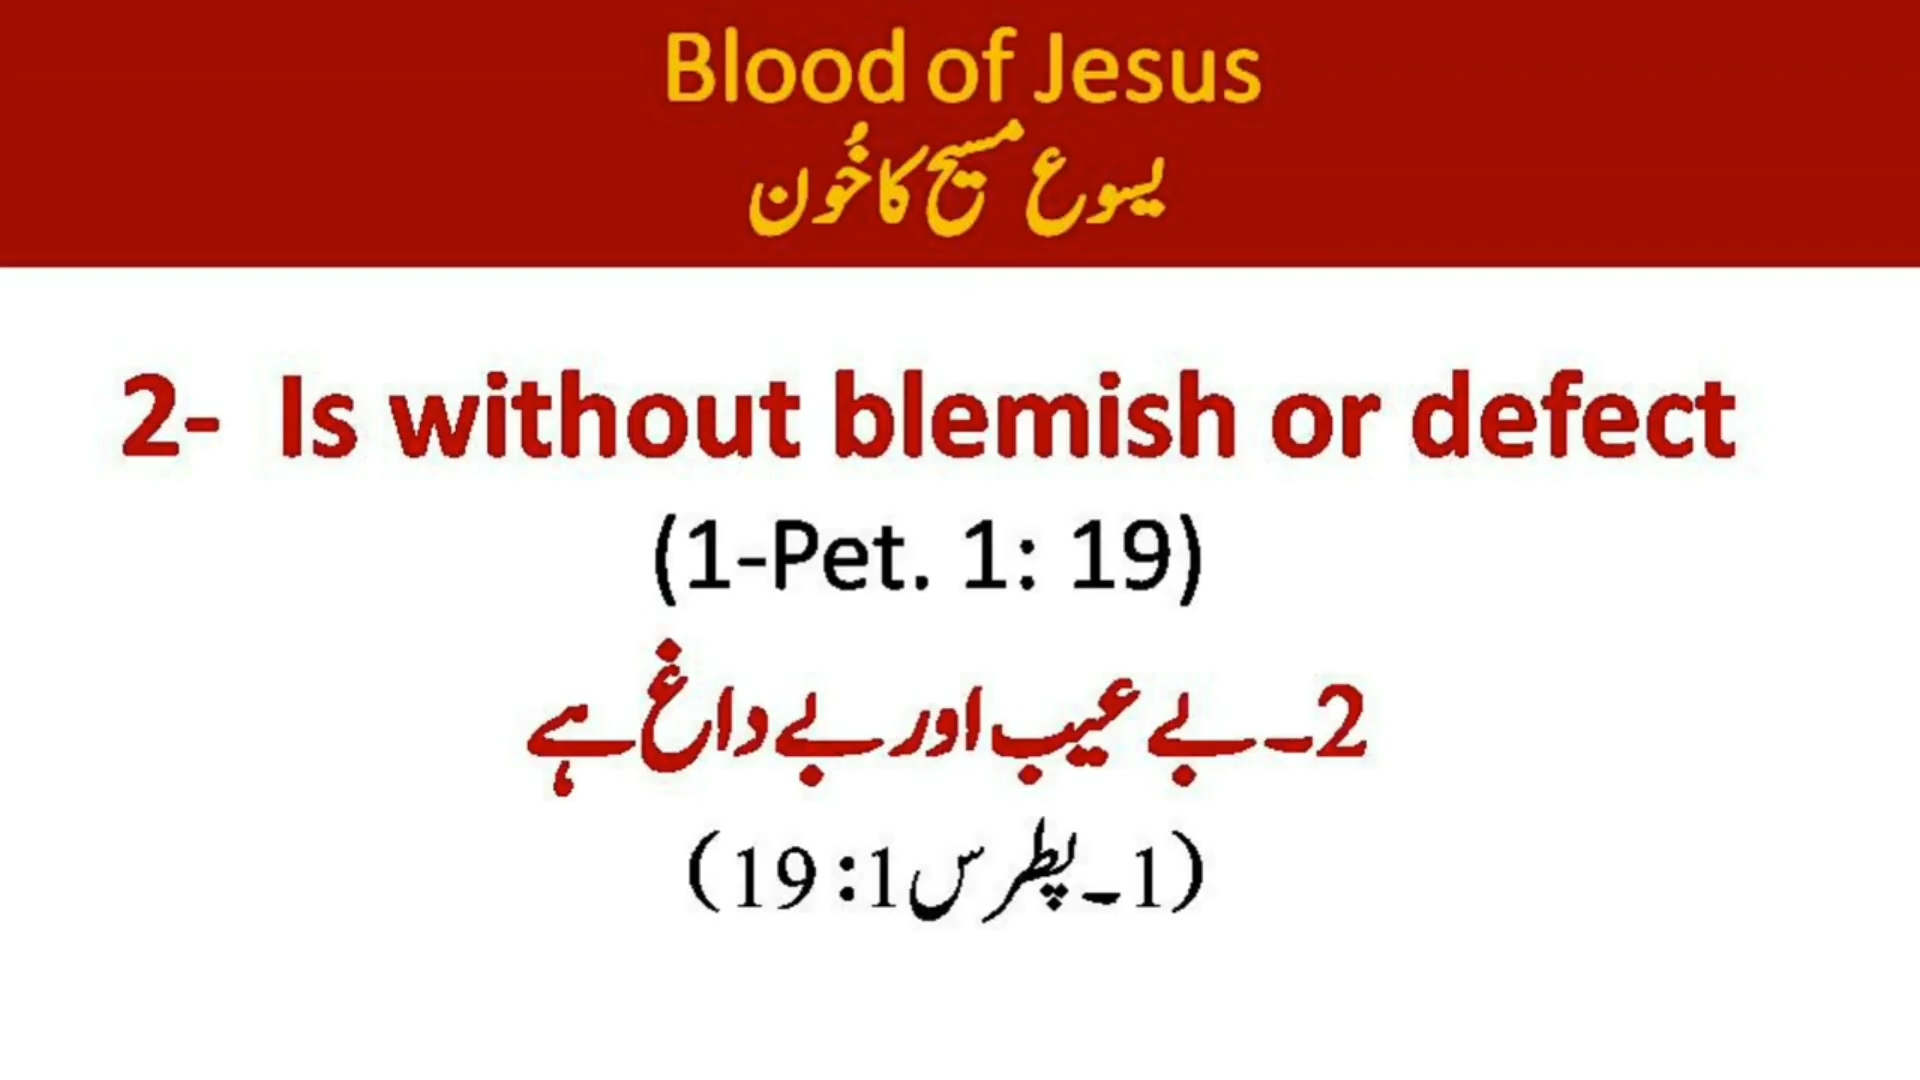 Blood of Jesus
یسوع مسیح کا خُون
2- Is without blemish or defect
(1-Pet. 1: 19)
2۔ بے عیب اور بے داغ ہے
(1۔ پطرس 1: 19)